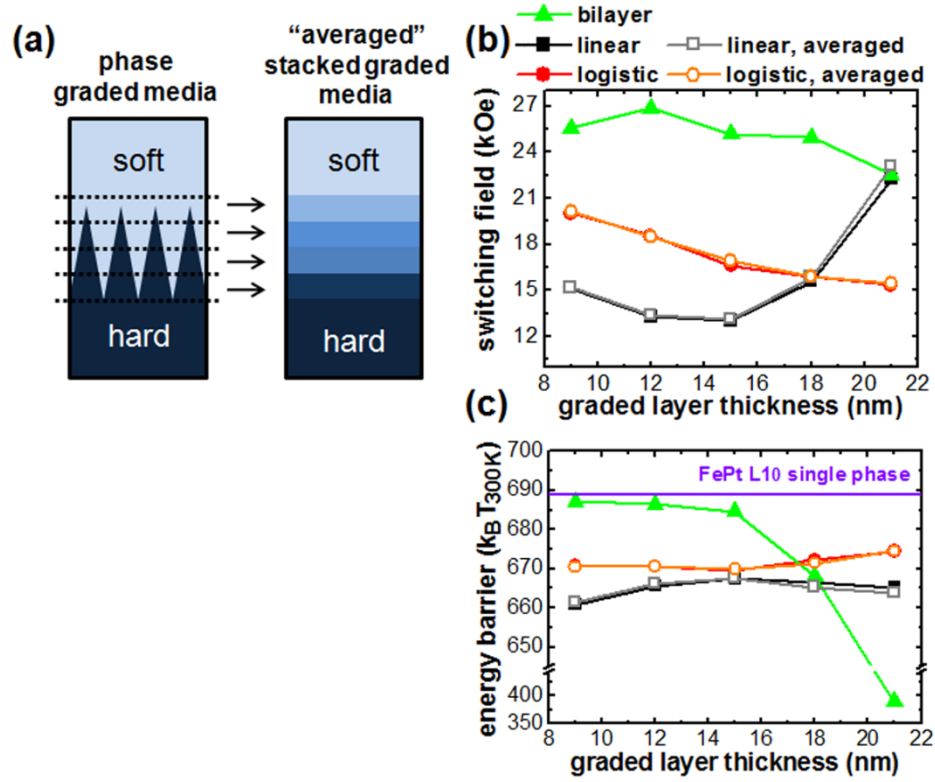 (a)
phase
graded media
"averaged"
stacked graded
media
soft
hard
soft
hard
bilayer
linear
linear, averaged
logistic
logistic, averaged
(b)
switching field (kOe)
27
24
21
18
15
12
8 10 12 14 16 18 20 22
graded layer thickness (nm)
(c)
energy barrier (kBT300K)
700
690
680
670
660
650
400
350
FePt L10 single phase
8 10 12 14 16 18 20 22
graded layer thickness (nm)